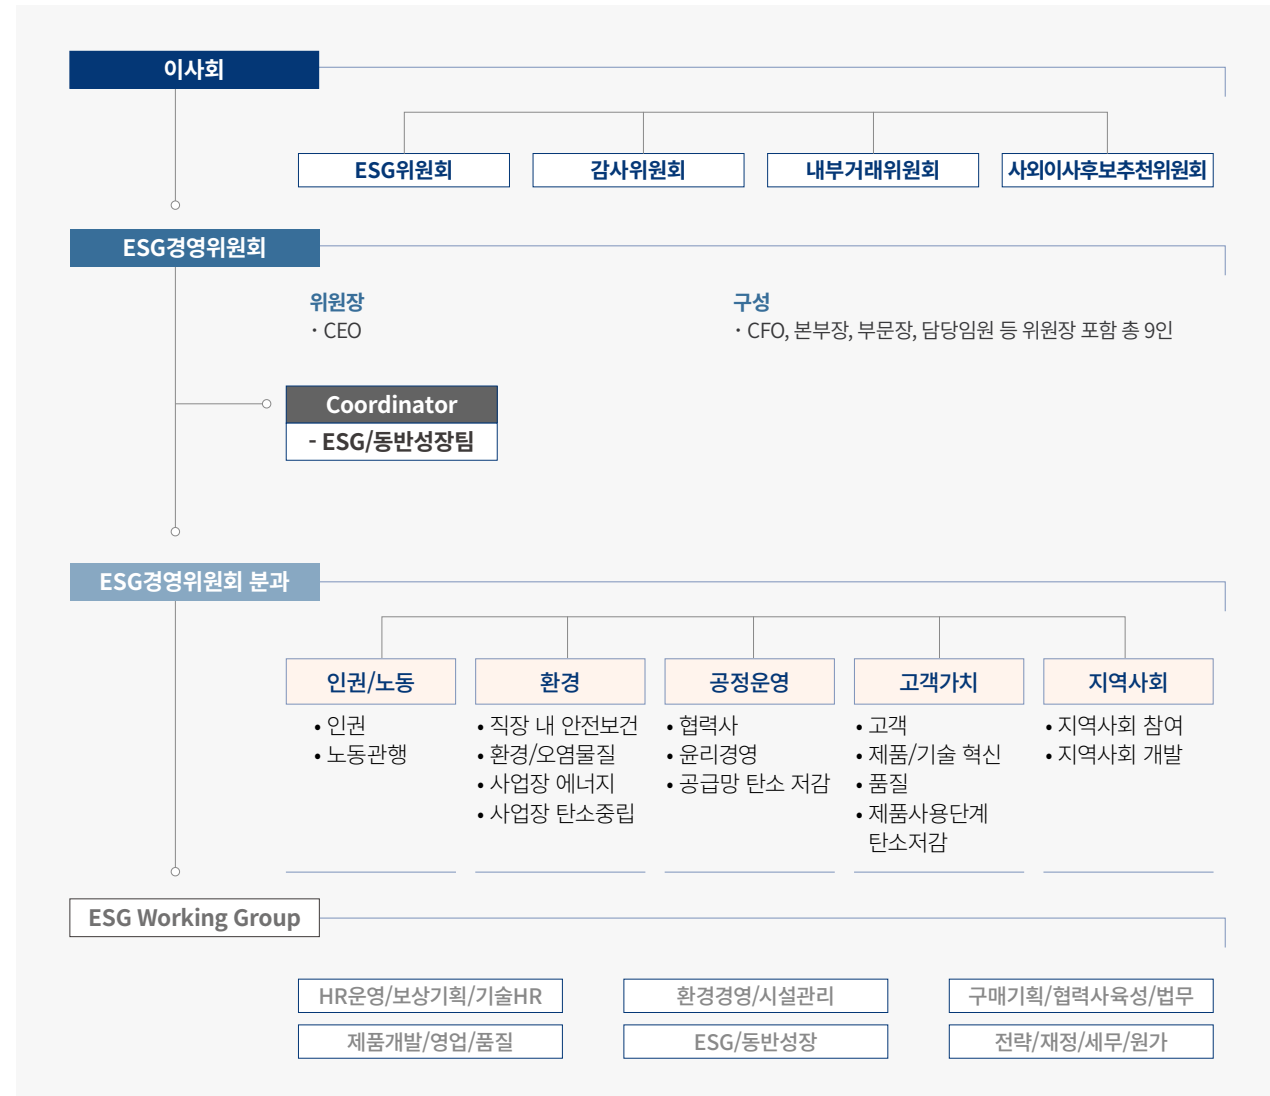 이사회
ESG위원회
감사위원회
내부거래위원회
사외이사후보추천위원회
ESG경영위원회
위원장
· CEO
구성
· CFO, 본부장, 부문장, 담당임원 등 위원장 포함 총 9인
Coordinator
- ESG/동반성장팀
ESG경영위원회 분과
인권/노동
• 인권
• 노동관행
환경
• 직장 내 안전보건
• 환경/오염물질
• 사업장 에너지
• 사업장 탄소중립
공정운영
• 협력사
• 윤리경영
• 공급망 탄소 저감
고객가치
• 고객
• 제품/기술 혁신
• 품질
• 제품사용단계
탄소저감
지역사회
• 지역사회 참여
• 지역사회 개발
ESG Working Group
HR운영/보상기획/기술HR
환경경영/시설관리
구매기획/협력사육성/법무
제품개발/영업/품질
ESG/동반성장
전략/재정/세무/원가